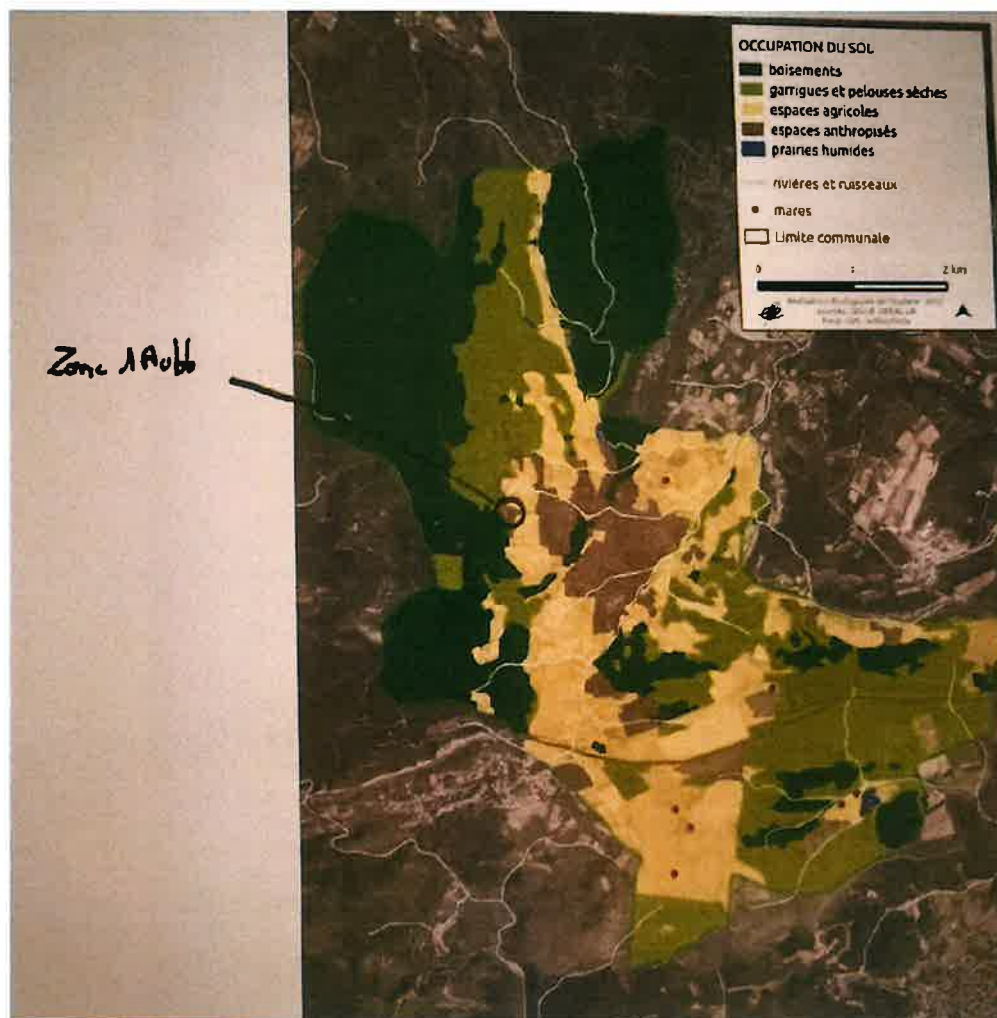 OCCUPATION DU SOL
boisements
garrigues et pelouses sèches
espaces agricoles
espaces anthropisés
prairies humides
rivières et ruisseaux
mares
Limite communale
0 1 2 km
Zone 1AUbb